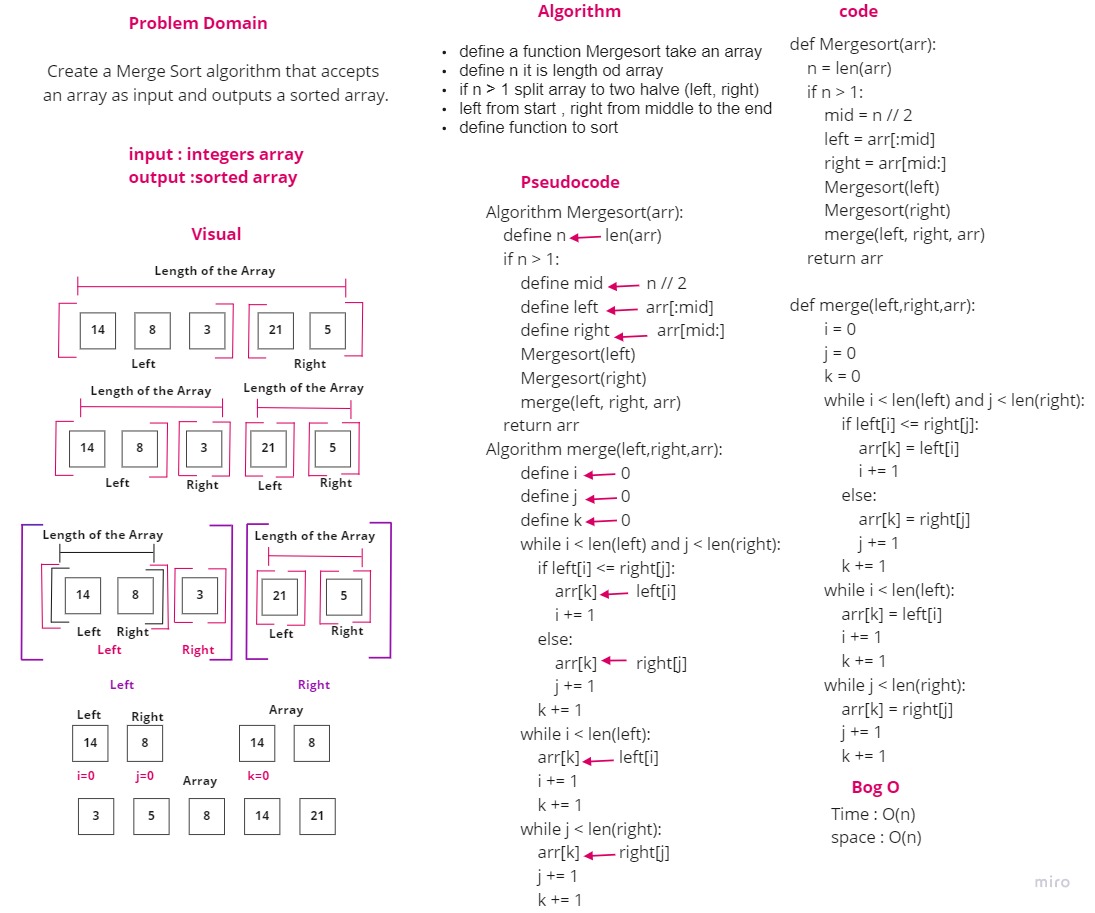 Problem Domain
Create a Merge Sort algorithm that accepts
an array as input and outputs a sorted array.
input : integers array
output :sorted array
Visual
Length of the Array
14 8 3 21 5
Left Right
Length of the Array Length of the Array
14 8 3 21 5
Left Right Left Right
Length of the Array Length of the Array
14 8 3 21 5
Left Right Left Right
Left Right
Left Right
Left Right Array
14 8 14 8
i=0 j=0 k=0
Array
3 5 8 14 21
Algorithm
• define a function Mergesort take an array
• define n it is length od array
• if n > 1 split array to two halve (left, right)
• left from start , right from middle to the end
• define function to sort
Pseudocode
Algorithm Mergesort(arr):
define n len(arr)
if n > 1:
define mid n // 2
define left arr[:mid]
define right arr[mid:]
Mergesort(left)
Mergesort(right)
merge(left, right, arr)
return arr
Algorithm merge(left,right,arr):
define i 0
define j 0
define k 0
while i < len(left) and j < len(right):
if left[i] <= right[j]:
arr[k] left[i]
i += 1
else:
arr[k] right[j]
j += 1
k += 1
while i < len(left):
arr[k] left[i]
i += 1
k += 1
while j < len(right):
arr[k] right[j]
j += 1
k += 1
code
def Mergesort(arr):
n = len(arr)
if n > 1:
mid = n // 2
left = arr[:mid]
right = arr[mid:]
Mergesort(left)
Mergesort(right)
merge(left, right, arr)
return arr
def merge(left,right,arr):
i = 0
j = 0
k = 0
while i < len(left) and j < len(right):
if left[i] <= right[j]:
arr[k] = left[i]
i += 1
else:
arr[k] = right[j]
j += 1
k += 1
while i < len(left):
arr[k] = left[i]
i += 1
k += 1
while j < len(right):
arr[k] = right[j]
j += 1
k += 1
Bog O
Time : O(n)
space : O(n)
miro